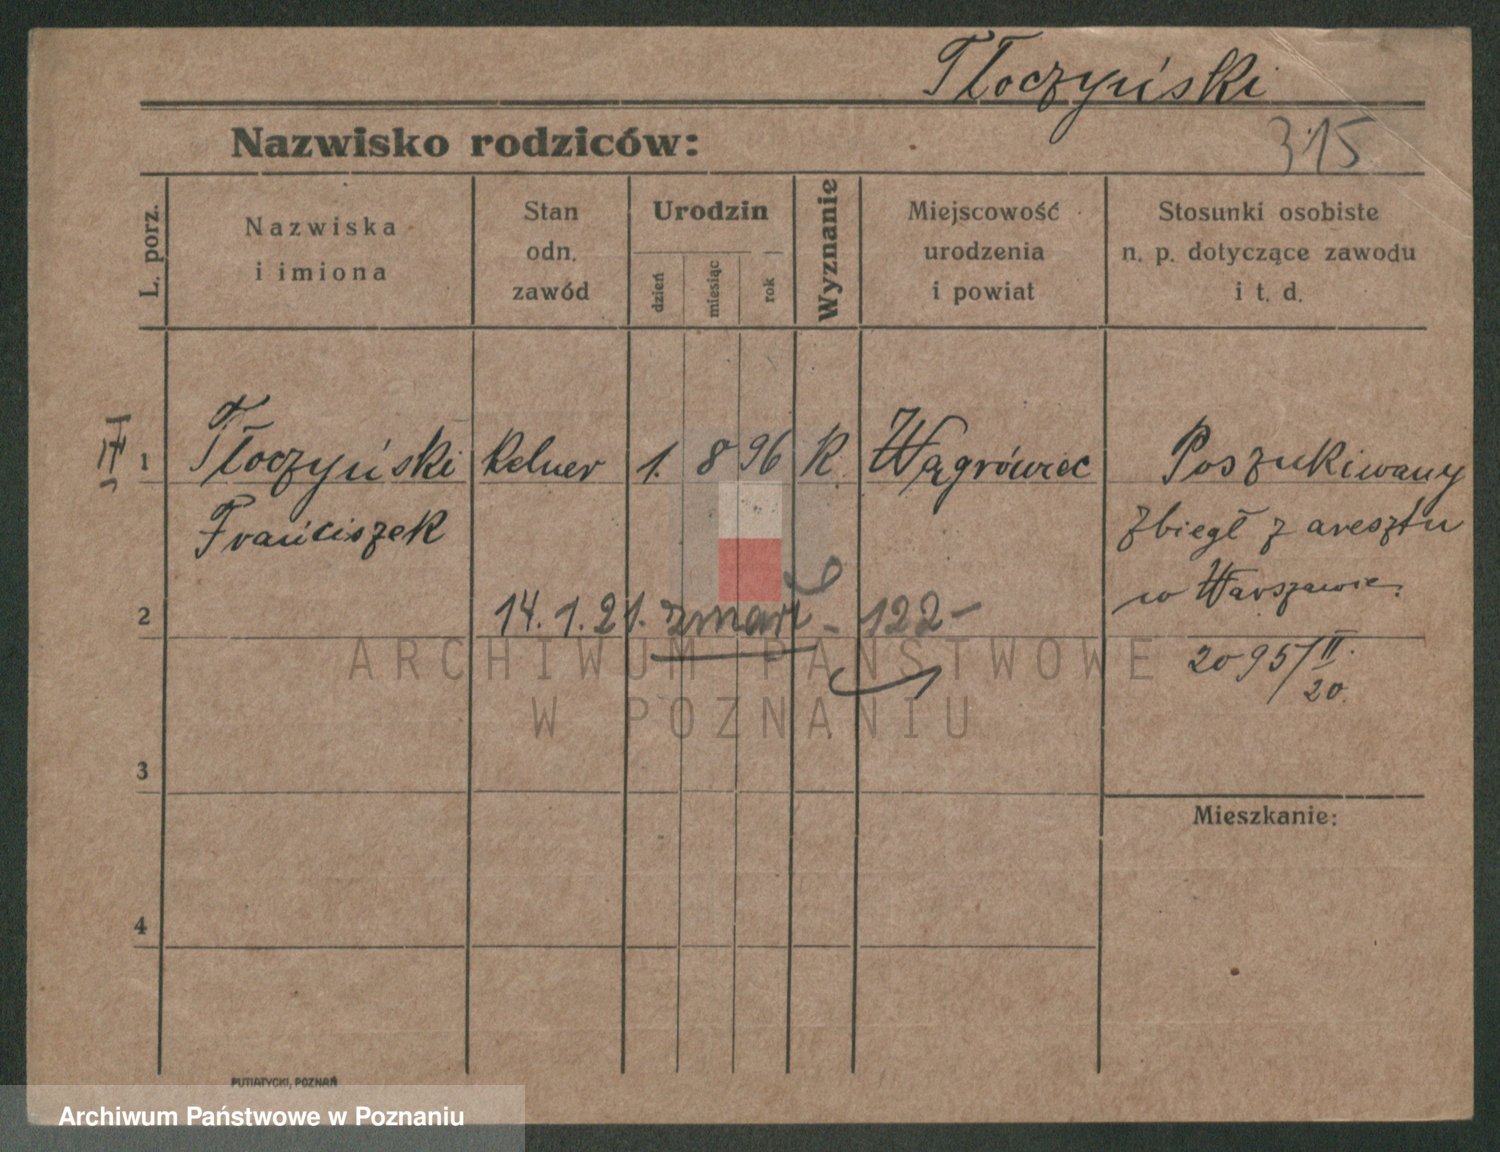 Tłoczyński
Nazwisko rodziców:
315
L. porz.
Nazwiska
i imiona
Stan
odn.
zawód
Urodzin
dzień
miesiąc
rok
Wyznanie
Miejscowość
urodzenia
i powiat
Stosunki osobiste
n. p. dotyczące zawodu
i t. d.
1 Tłoczyński kelner 1. 8 96 K. Wągrówiec Poszukiwany
Franciszek zbiegł z aresztu
w Warszawie.
2 14.1.21. zmarł - 122-
2095/II.
20.
ARCHIWUM PAŃSTWOWE
W POZNANIU
3
Mieszkanie:
4
PUTIATYCKI, POZNAŃ
Archiwum Państwowe w Poznaniu